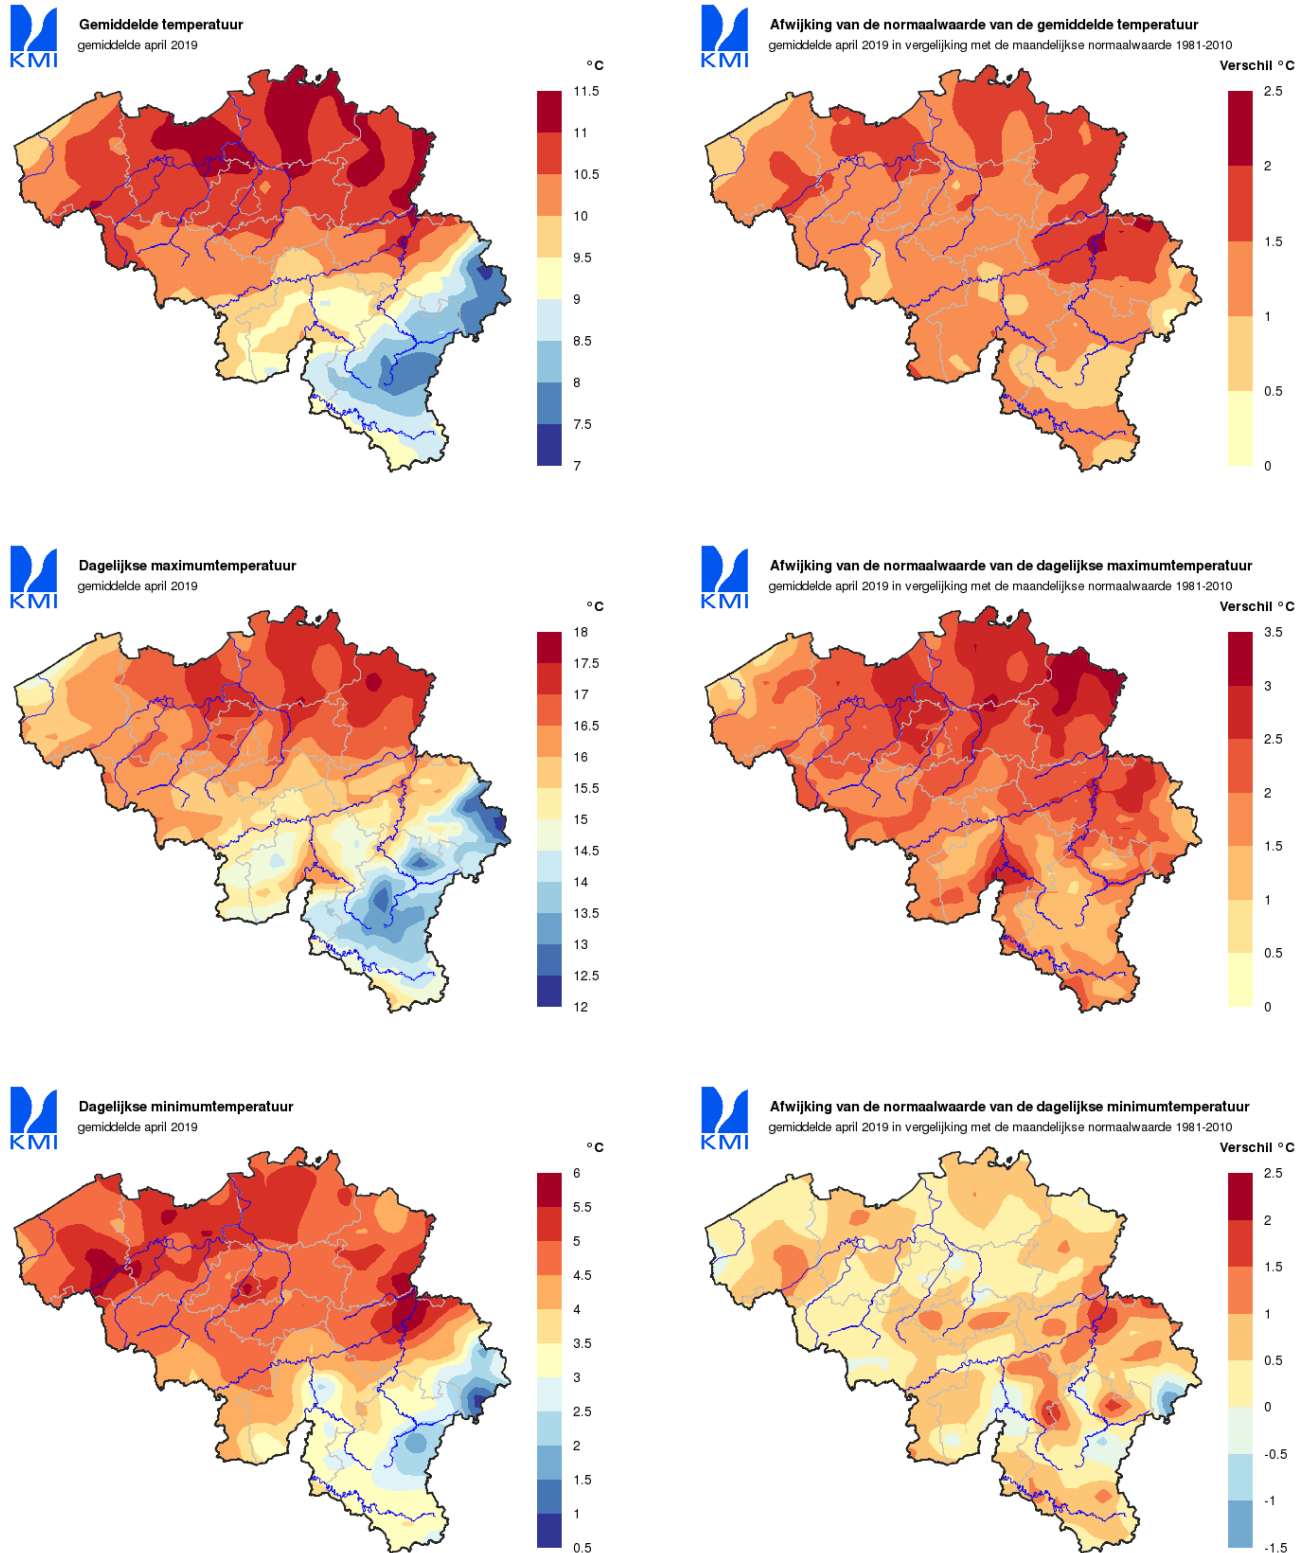 KMI
Gemiddelde temperatuur
gemiddelde april 2019
°C
11.5
11
10.5
10
9.5
9
8.5
8
7.5
7
KMI
Afwijking van de normaalwaarde van de gemiddelde temperatuur
gemiddelde april 2019 in vergelijking met de maandelijkse normaalwaarde 1981-2010
Verschil °C
2.5
2
1.5
1
0.5
0
KMI
Dagelijkse maximumtemperatuur
gemiddelde april 2019
°C
18
17.5
17
16.5
16
15.5
15
14.5
14
13.5
13
12.5
12
KMI
Afwijking van de normaalwaarde van de dagelijkse maximumtemperatuur
gemiddelde april 2019 in vergelijking met de maandelijkse normaalwaarde 1981-2010
Verschil °C
3.5
3
2.5
2
1.5
1
0.5
0
KMI
Dagelijkse minimumtemperatuur
gemiddelde april 2019
°C
6
5.5
5
4.5
4
3.5
3
2.5
2
1.5
1
0.5
KMI
Afwijking van de normaalwaarde van de dagelijkse minimumtemperatuur
gemiddelde april 2019 in vergelijking met de maandelijkse normaalwaarde 1981-2010
Verschil °C
2.5
2
1.5
1
0.5
0
-0.5
-1
-1.5